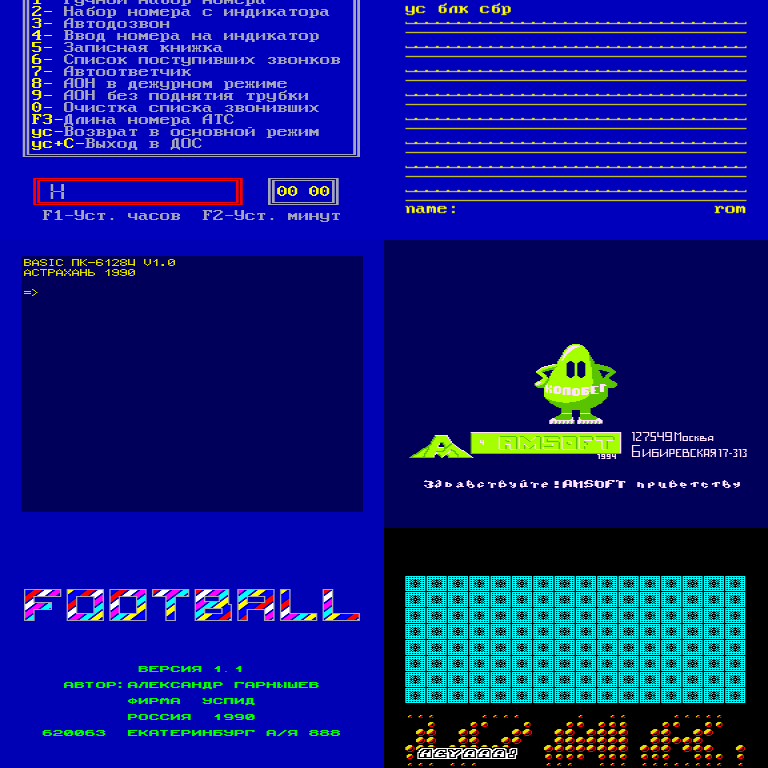 1- Ручной набор номера
2- Набор номера с индикатора
3- Автодозвон
4- Ввод номера на индикатор
5- Записная книжка
6- Список поступивших звонков
7- Автоответчик
8- АОН в дежурном режиме
9- АОН без поднятия трубки
0- Очистка списка звонивших
F3-Длина номера АТС
ус-Возврат в основной режим
ус+С-Выход в ДОС
00 00
F1-Уст. часов F2-Уст. минут
ус блк сбр
name: rom
BASIC ПК-6128Ц V1.0
АСТРАХАНЬ 1990
=>
КОЛОБЕГ
AMSOFT
1994
127549 Москва
БИБИРЕВСКАЯ 17-313
Здравствуйте!AMSOFT приветству
FOOTBALL
ВЕРСИЯ 1.1
АВТОР:АЛЕКСАНДР ГАРНЫШЕВ
ФИРМА УСПИД
РОССИЯ 1990
620063 ЕКАТЕРИНБУРГ А/Я 888